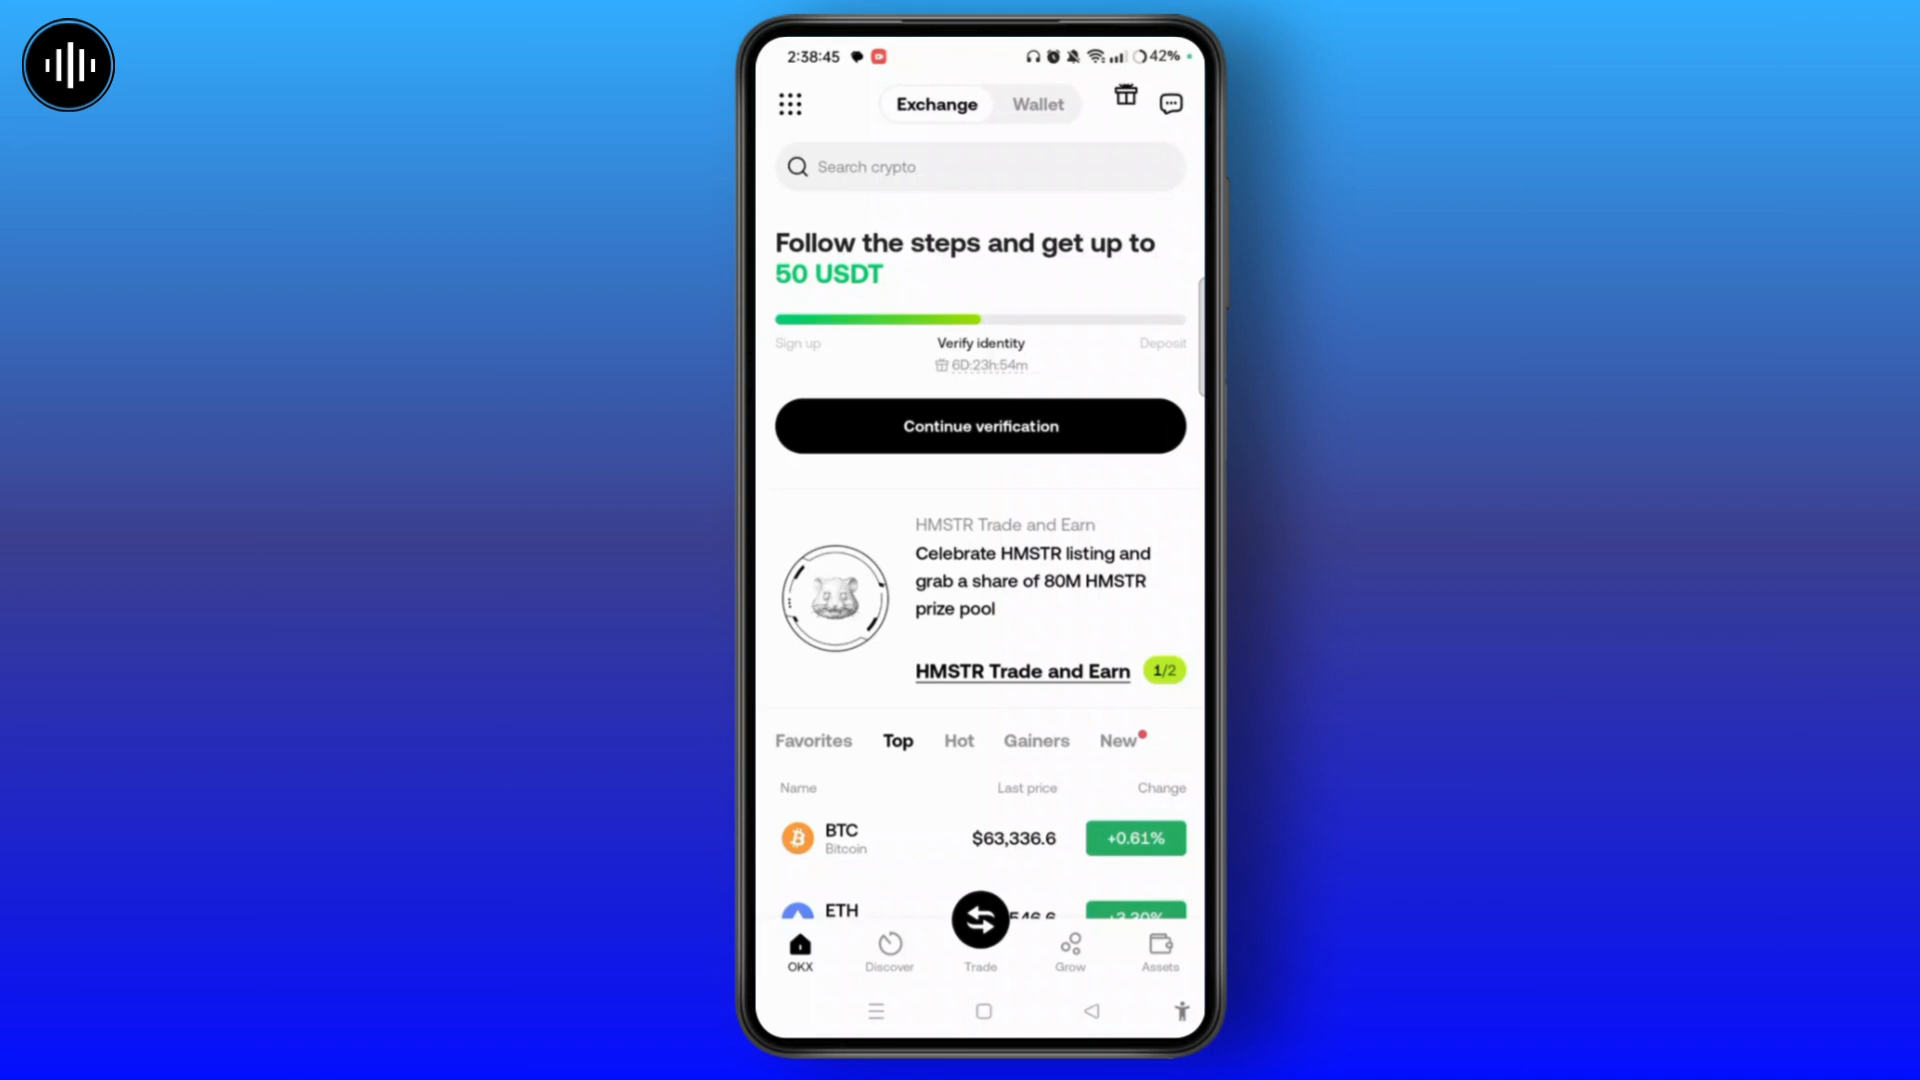 2:38:45
42%
Exchange
Wallet
Search crypto
Follow the steps and get up to
50 USDT
Sign up
Verify identity
Deposit
6D:23h:54m
Continue verification
HMSTR Trade and Earn
Celebrate HMSTR listing and
grab a share of 80M HMSTR
prize pool
HMSTR Trade and Earn
1/2
Favorites
Top
Hot
Gainers
New
Name
Last price
Change
BTC
$63,336.6
+0.61%
Bitcoin
ETH
OKX
Discover
Trade
Grow
Assets